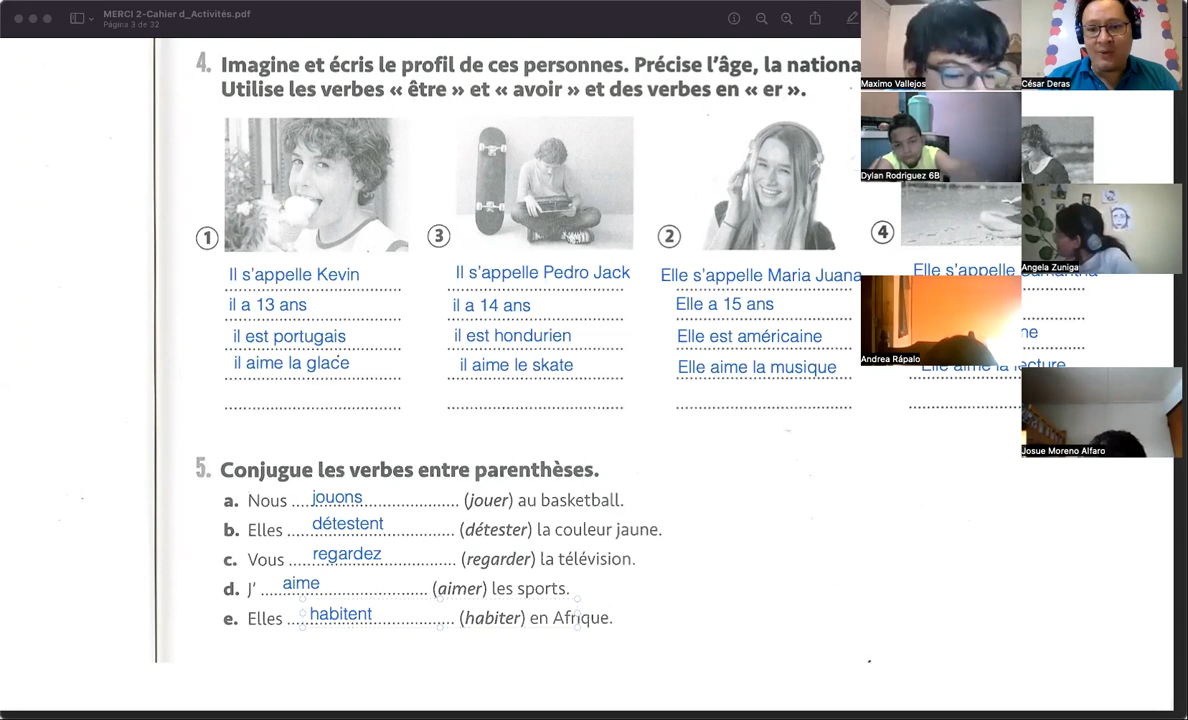 MERCI 2-Cahier d_Activités.pdf
Página 3 de 32
4. Imagine et écris le profil de ces personnes. Précise l'âge, la nationa
Utilise les verbes « être » et « avoir » et des verbes en « er ».
Maximo Vallejos
César Deras
Dylan Rodriguez 6B
Angela Zuniga
Andrea Rápalo
Josue Moreno Alfaro
1
Il s'appelle Kevin
il a 13 ans
il est portugais
il aime la glace
3
Il s'appelle Pedro Jack
il a 14 ans
il est hondurien
il aime le skate
2
Elle s'appelle Maria Juana
Elle a 15 ans
Elle est américaine
Elle aime la musique
4
Elle s'appelle
ne
Elle aime la lecture
5. Conjugue les verbes entre parenthèses.
a. Nous jouons (jouer) au basketball.
b. Elles détestent (détester) la couleur jaune.
c. Vous regardez (regarder) la télévision.
d. J' aime (aimer) les sports.
e. Elles habitent (habiter) en Afrique.